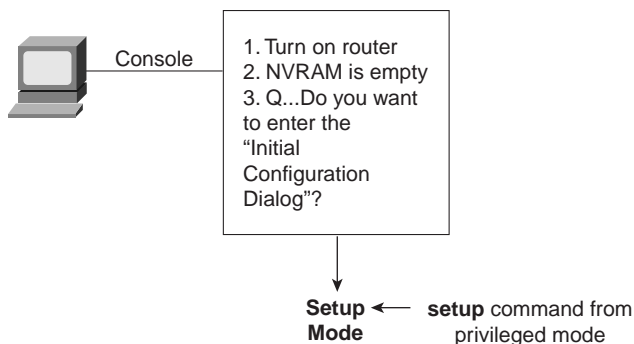 Console
1. Turn on router
2. NVRAM is empty
3. Q...Do you want
to enter the
“Initial
Configuration
Dialog”?
Setup
Mode
setup command from
privileged mode